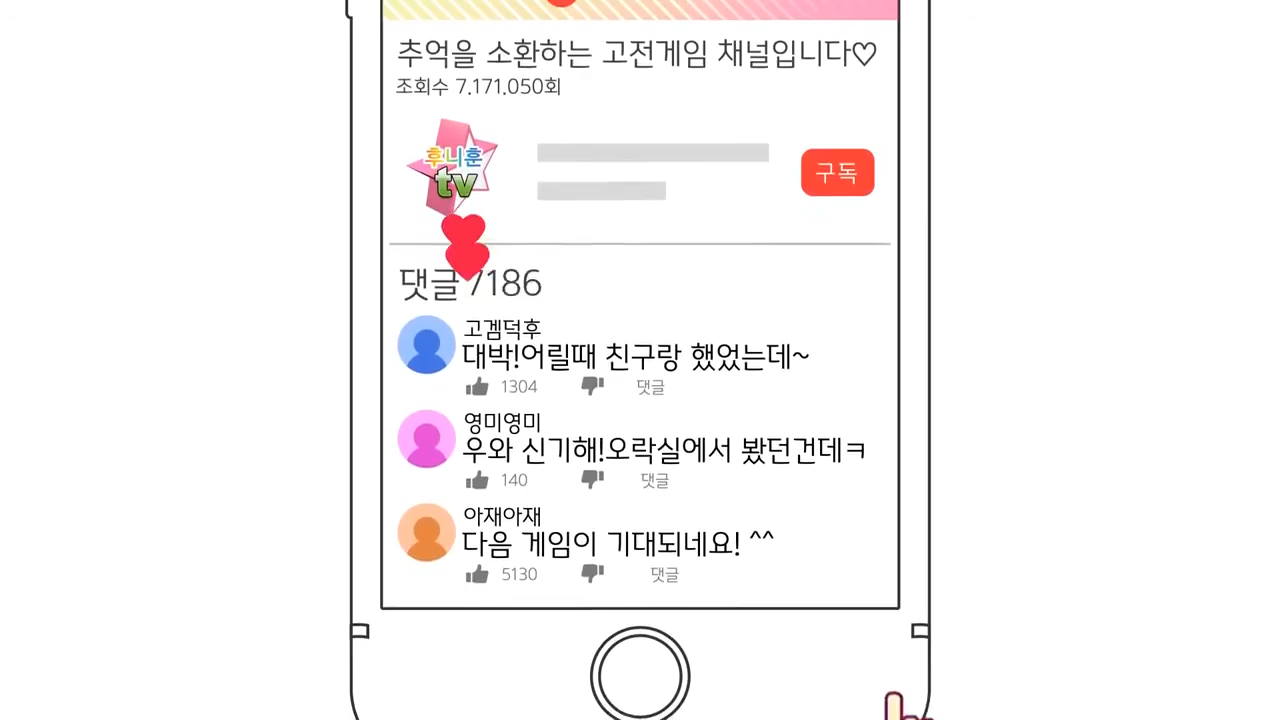 추억을 소환하는 고전게임 채널입니다♡
조회수 7.171.050회
후니훈
tv
구독
댓글 7186
고겜덕후
대박!어릴때 친구랑 했었는데~
1304 댓글
영미영미
우와 신기해!오락실에서 봤던건데ㅋ
140 댓글
아재아재
다음 게임이 기대되네요! ^^
5130 댓글